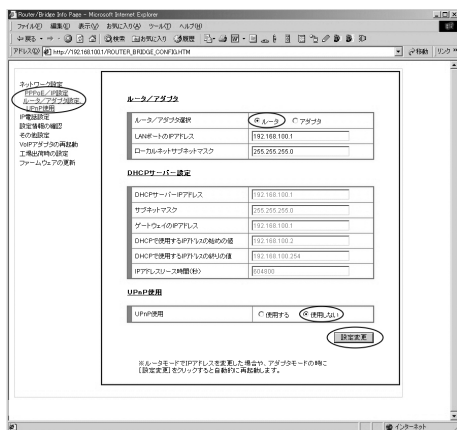 Router/Bridge Info Page - Microsoft Internet Explorer
ファイル(F) 編集(E) 表示(V) お気に入り(A) ツール(T) ヘルプ(H)
戻る 検索 お気に入り 履歴
アドレス(D) http://192.168.100.1/ROUTER_BRIDGE_CONFIG.HTM 移動 リンク
ネットワーク設定
PPPoE/IP設定
ルータ/アダプタ設定
UPnP使用
IP電話設定
設定情報の確認
その他設定
VoIPアダプタの再起動
工場出荷時の設定
ファームウェアの更新
ルータ/アダプタ
ルータ/アダプタ選択 ルータ アダプタ
LANポートのIPアドレス 192.168.100.1
ローカルネットサブネットマスク 255.255.255.0
DHCPサーバー設定
DHCPサーバーIPアドレス 192.168.100.1
サブネットマスク 255.255.255.0
ゲートウェイのIPアドレス 192.168.100.1
DHCPで使用するIPアドレスの始めの値 192.168.100.2
DHCPで使用するIPアドレスの終りの値 192.168.100.254
IPアドレスリース時間(秒) 604800
UPnP使用
UPnP使用 使用する 使用しない
設定変更
※ルータモードでIPアドレスを変更した場合や、アダプタモードの時に
[設定変更]をクリックすると自動的に再起動します。
インターネット